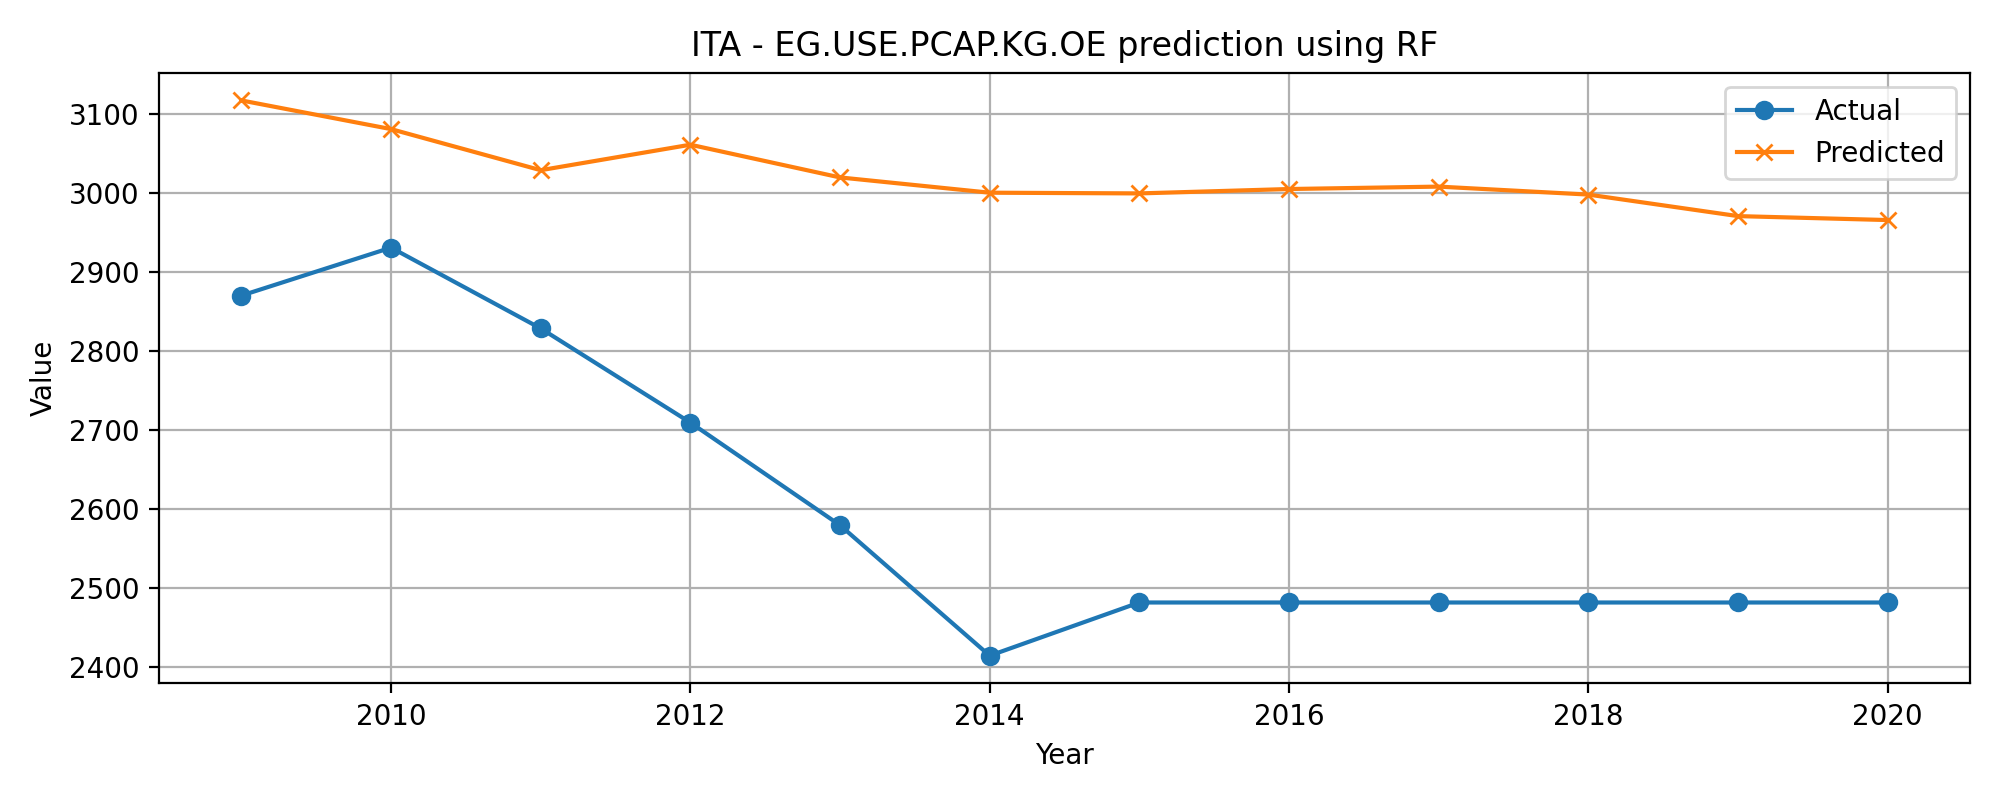 ITA - EG.USE.PCAP.KG.OE prediction using RF
Actual
Predicted
3100
3000
2900
2800
2700
2600
2500
2400
Value
2010 2012 2014 2016 2018 2020
Year